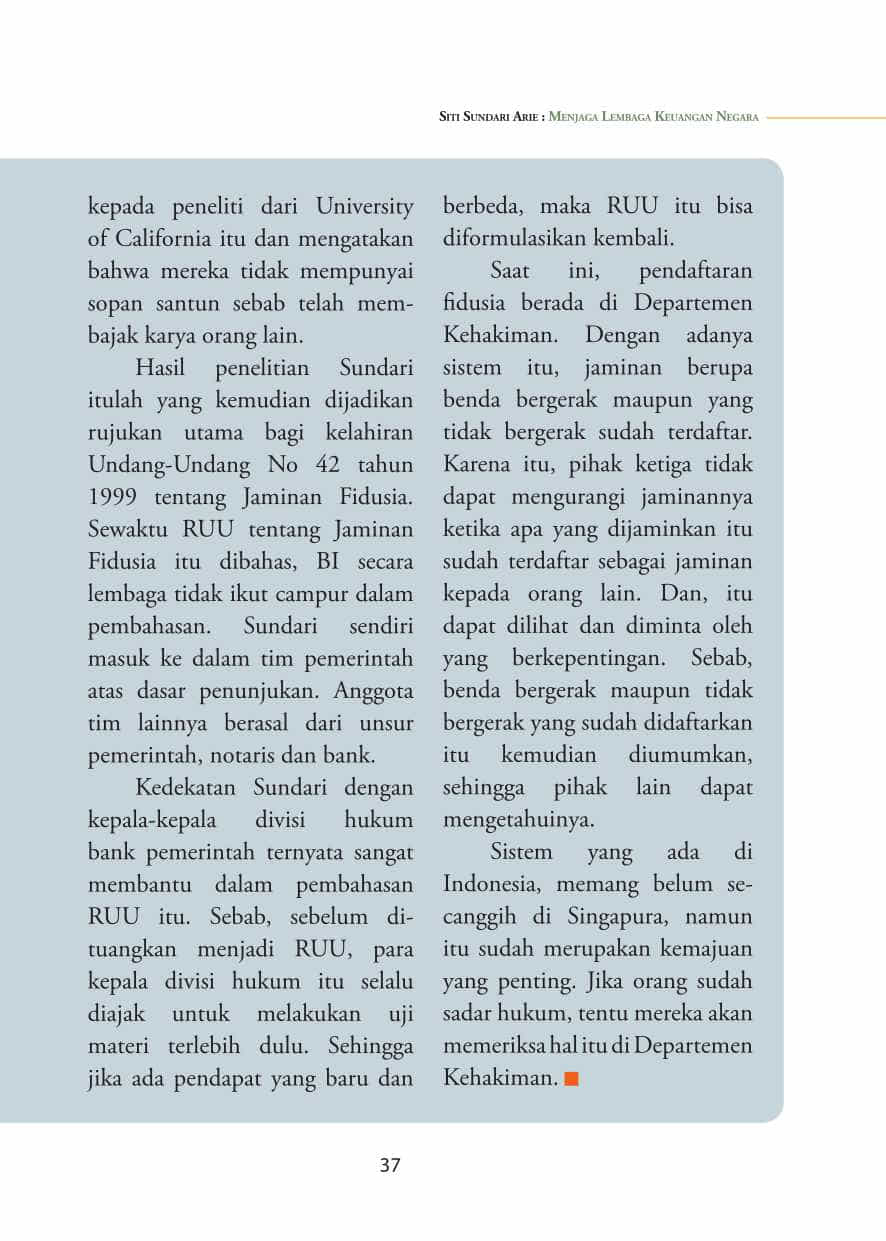 Siti Sundari Arie : Menjaga Lembaga Keuangan Negara
kepada peneliti dari University
of California itu dan mengatakan
bahwa mereka tidak mempunyai
sopan santun sebab telah mem-
bajak karya orang lain.
Hasil penelitian Sundari
itulah yang kemudian dijadikan
rujukan utama bagi kelahiran
Undang-Undang No 42 tahun
1999 tentang Jaminan Fidusia.
Sewaktu RUU tentang Jaminan
Fidusia itu dibahas, BI secara
lembaga tidak ikut campur dalam
pembahasan. Sundari sendiri
masuk ke dalam tim pemerintah
atas dasar penunjukan. Anggota
tim lainnya berasal dari unsur
pemerintah, notaris dan bank.
Kedekatan Sundari dengan
kepala-kepala divisi hukum
bank pemerintah ternyata sangat
membantu dalam pembahasan
RUU itu. Sebab, sebelum di-
tuangkan menjadi RUU, para
kepala divisi hukum itu selalu
diajak untuk melakukan uji
materi terlebih dulu. Sehingga
jika ada pendapat yang baru dan
berbeda, maka RUU itu bisa
diformulasikan kembali.
Saat ini, pendaftaran
fidusia berada di Departemen
Kehakiman. Dengan adanya
sistem itu, jaminan berupa
benda bergerak maupun yang
tidak bergerak sudah terdaftar.
Karena itu, pihak ketiga tidak
dapat mengurangi jaminannya
ketika apa yang dijaminkan itu
sudah terdaftar sebagai jaminan
kepada orang lain. Dan, itu
dapat dilihat dan diminta oleh
yang berkepentingan. Sebab,
benda bergerak maupun tidak
bergerak yang sudah didaftarkan
itu kemudian diumumkan,
sehingga pihak lain dapat
mengetahuinya.
Sistem yang ada di
Indonesia, memang belum se-
canggih di Singapura, namun
itu sudah merupakan kemajuan
yang penting. Jika orang sudah
sadar hukum, tentu mereka akan
memeriksa hal itu di Departemen
Kehakiman.
37